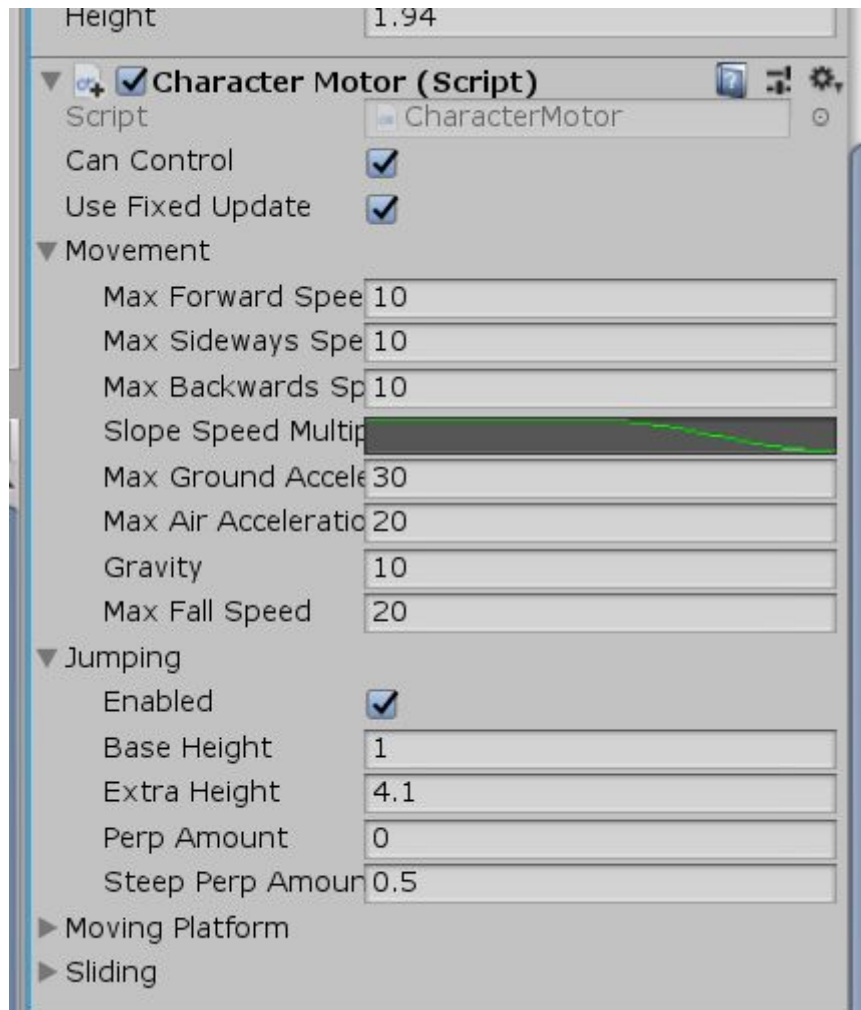 Height 1.94
Character Motor (Script)
Script CharacterMotor
Can Control
Use Fixed Update
Movement
Max Forward Spee 10
Max Sideways Spe 10
Max Backwards Sp 10
Slope Speed Multip
Max Ground Accele 30
Max Air Acceleratio 20
Gravity 10
Max Fall Speed 20
Jumping
Enabled
Base Height 1
Extra Height 4.1
Perp Amount 0
Steep Perp Amoun 0.5
Moving Platform
Sliding